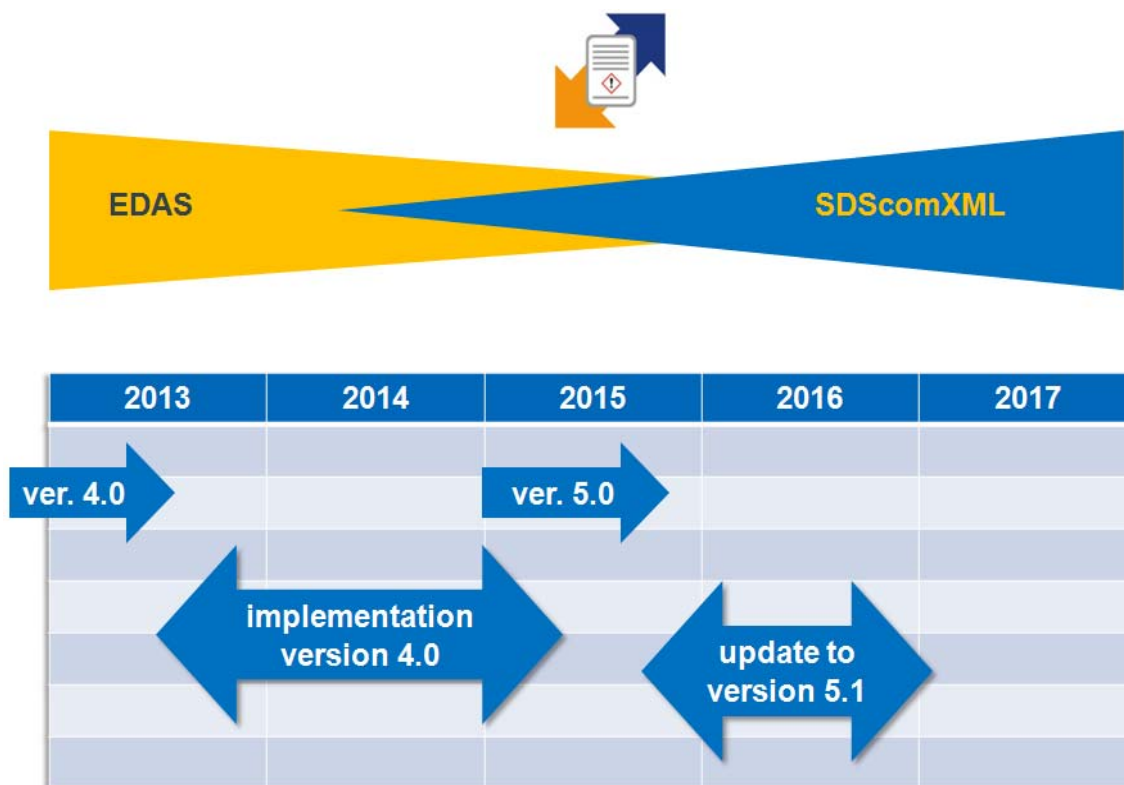 EDAS
SDScomXML
2013 2014 2015 2016 2017
ver. 4.0
ver. 5.0
implementation
version 4.0
update to
version 5.1